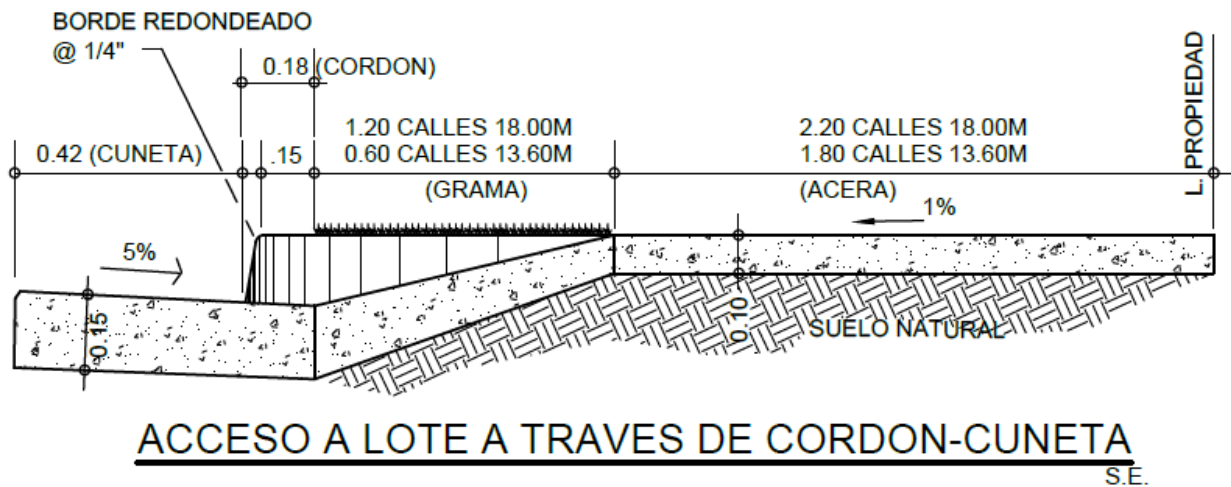 BORDE REDONDEADO
@ 1/4"
0.18 (CORDON)
L. PROPIEDAD
1.20 CALLES 18.00M
0.60 CALLES 13.60M
(GRAMA)
2.20 CALLES 18.00M
1.80 CALLES 13.60M
(ACERA)
0.42 (CUNETA)
.15
1%
5%
0.15
0.10
SUELO NATURAL
ACCESO A LOTE A TRAVES DE CORDON-CUNETA
S.E.